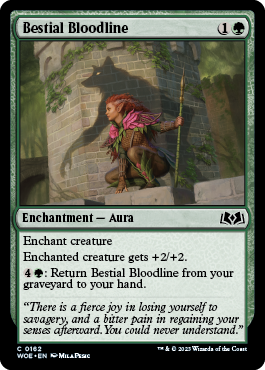 Bestial Bloodline 1
Enchantment — Aura
Enchant creature
Enchanted creature gets +2/+2.
4: Return Bestial Bloodline from your
graveyard to your hand.
“There is a fierce joy in losing yourself to
savagery, and a bitter pain in regaining your
senses afterward. You could never understand.”
C 0162
WOE • EN Mila Pesic ™ & © 2023 Wizards of the Coast